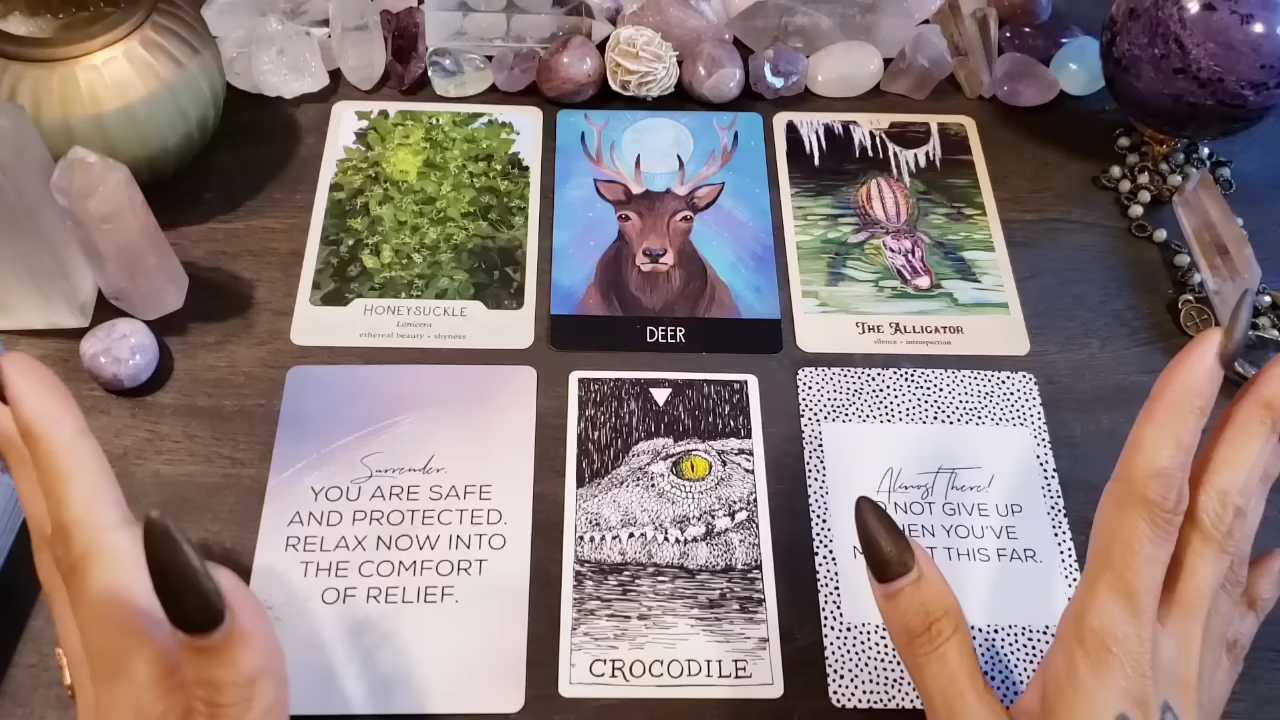 HONEYSUCKLE
Lonicera
ethereal beauty • shyness
DEER
THE ALLIGATOR
silence • introspection
Surrender.
YOU ARE SAFE
AND PROTECTED.
RELAX NOW INTO
THE COMFORT
OF RELIEF.
CROCODILE
Almost There!
NOT GIVE UP
YOU'VE
THIS FAR.